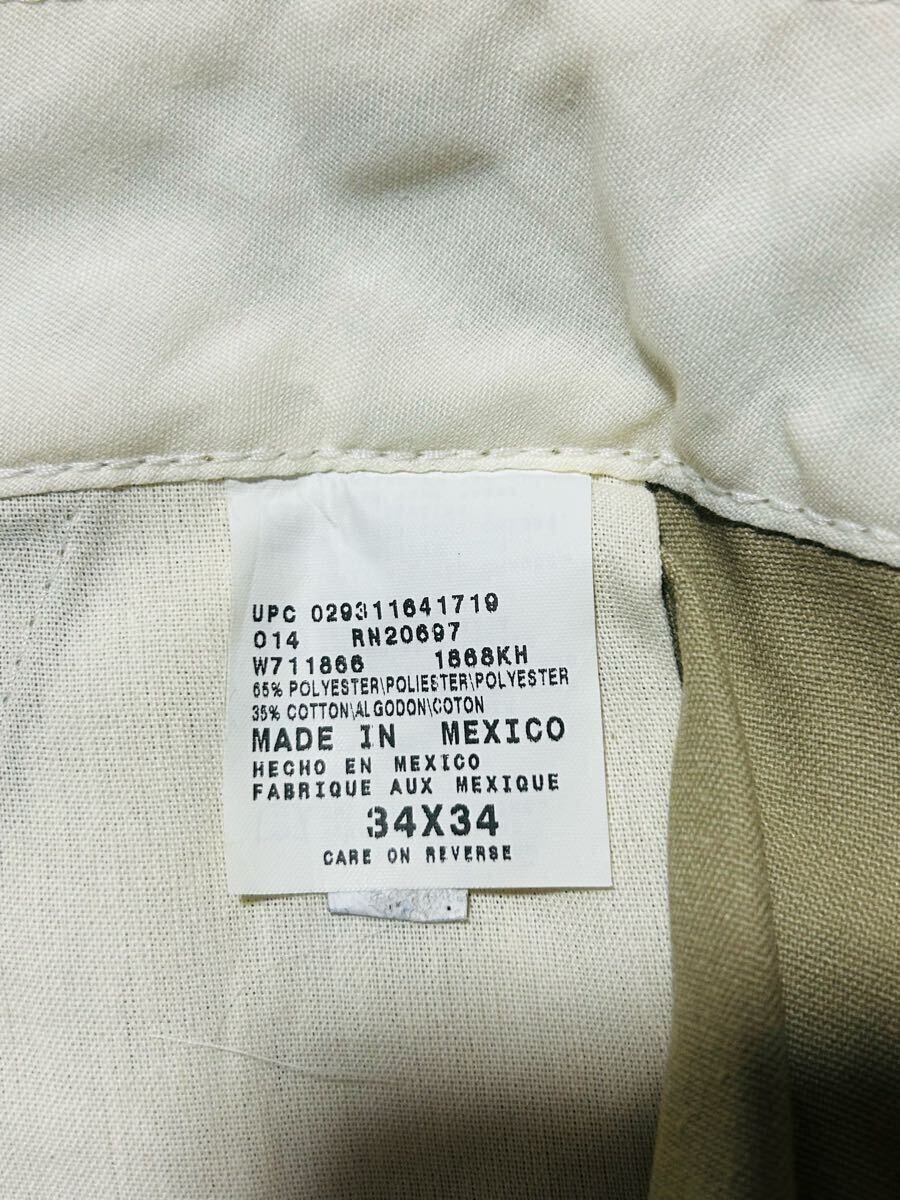 UPC 029311641719
014 RN20697
W711866 1868KH
65% POLYESTER\POLIESTER\POLYESTER
35% COTTON\ALGODON\COTON
MADE IN MEXICO
HECHO EN MEXICO
FABRIQUE AUX MEXIQUE
34X34
CARE ON REVERSE